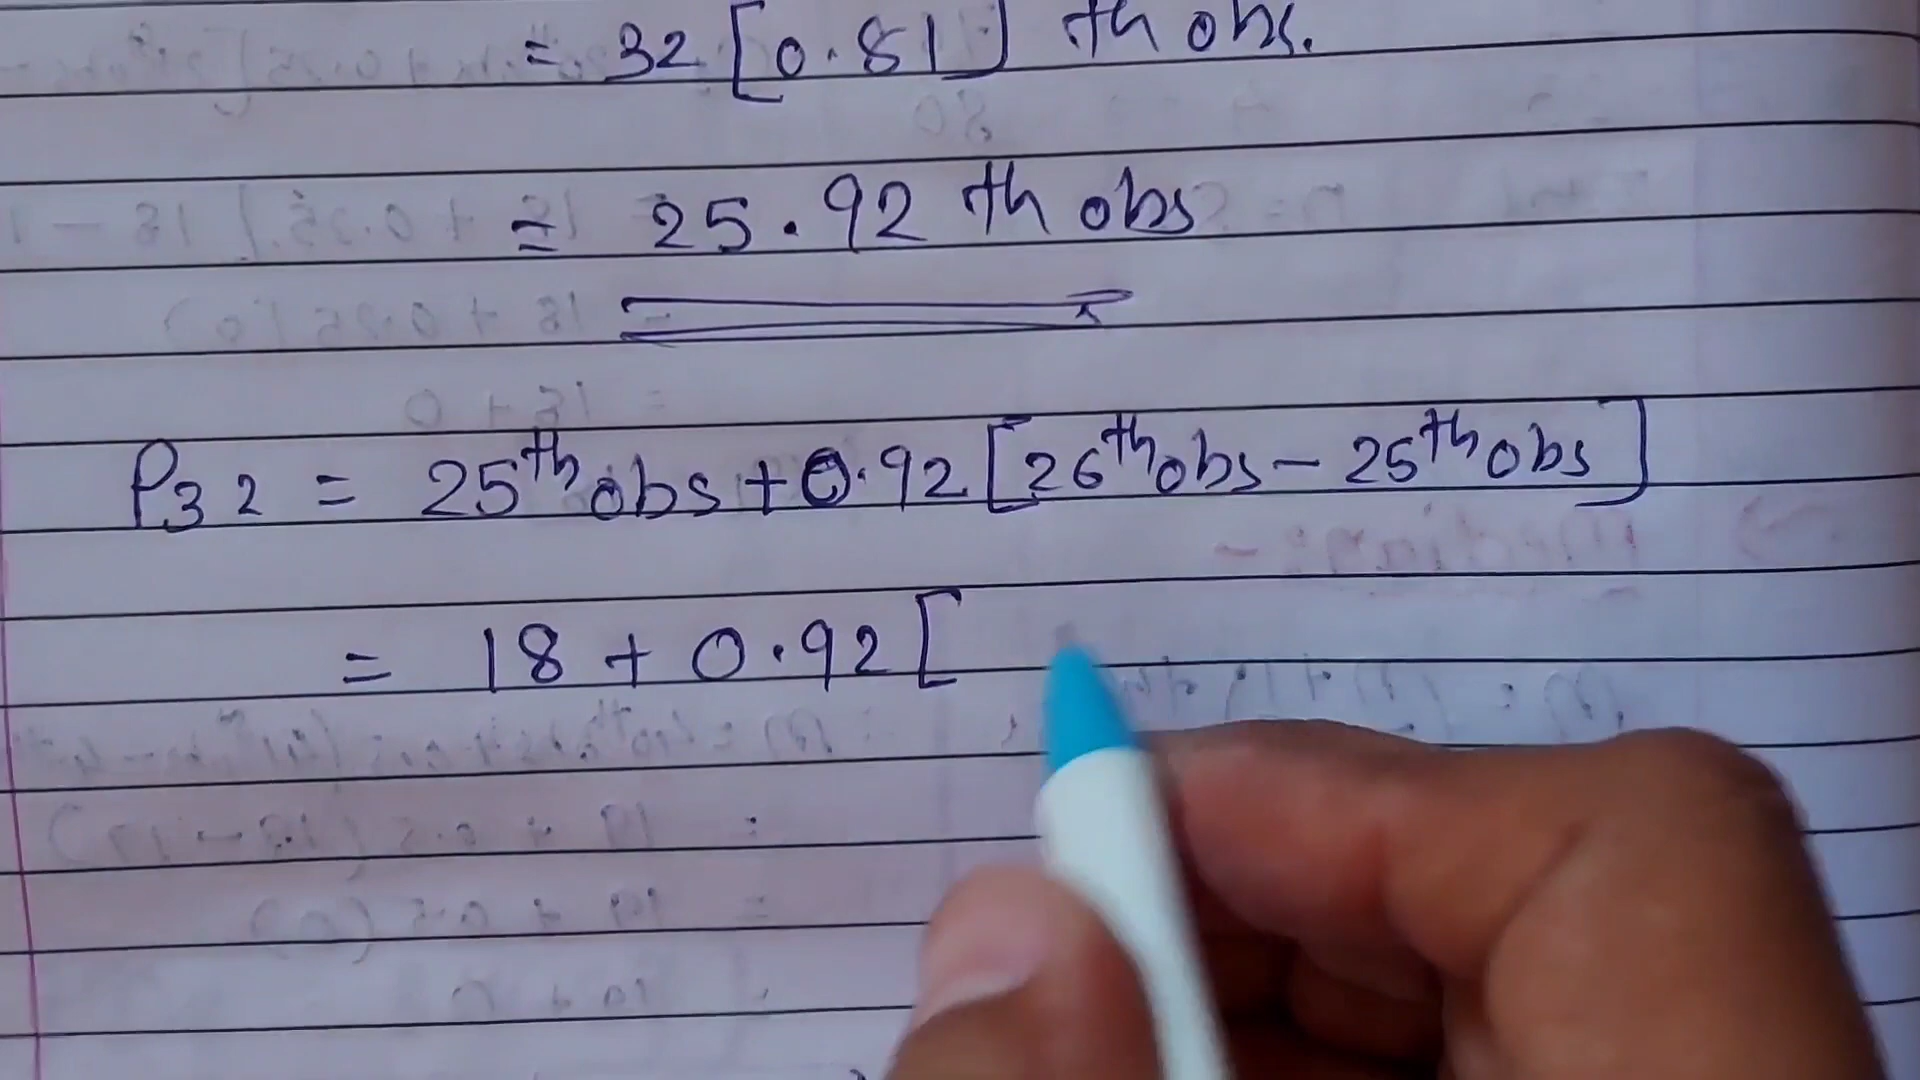 = 32 [0.81] th obs.
= 25.92 th obs
P32 = 25th obs + 0.92 [26th obs - 25th obs]
= 18 + 0.92 [